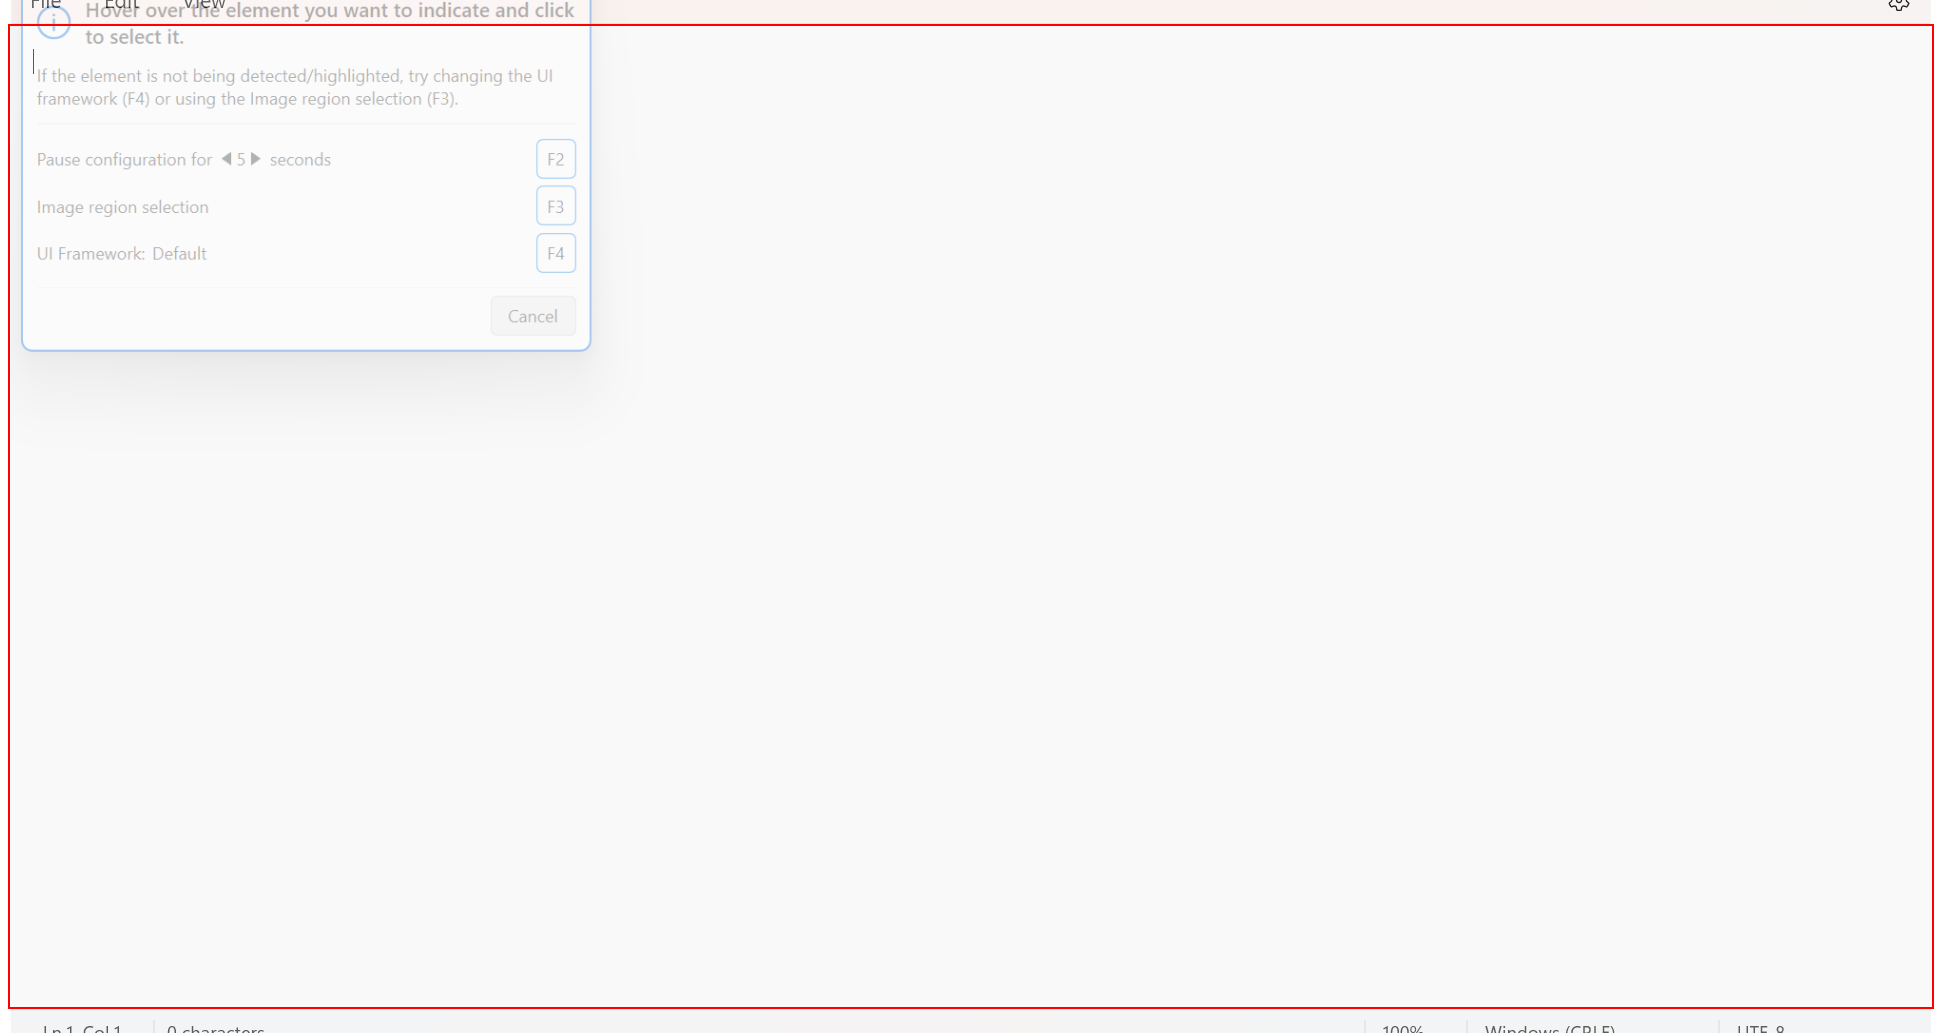 File Edit View
Hover over the element you want to indicate and click
to select it.
If the element is not being detected/highlighted, try changing the UI
framework (F4) or using the Image region selection (F3).
Pause configuration for 5 seconds F2
Image region selection F3
UI Framework: Default F4
Cancel
Ln 1, Col 1 0 characters 100% Windows (CRLF) UTF-8